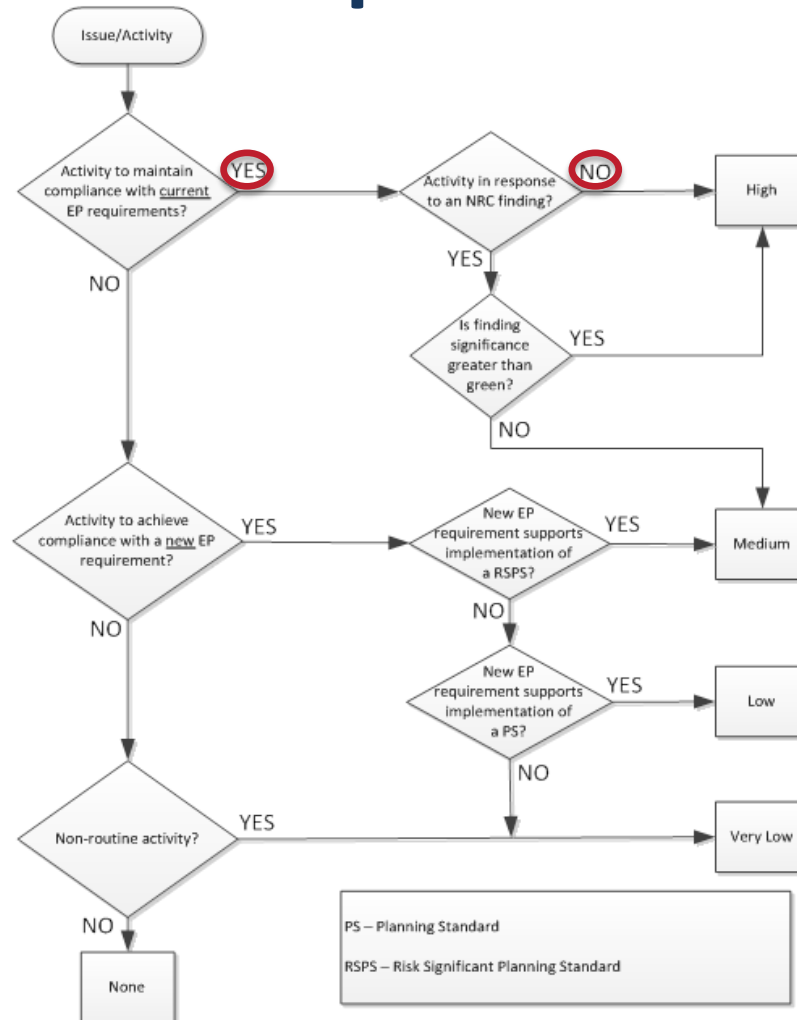 Issue/Activity
Activity to maintain
compliance with current
EP requirements?
YES
Activity in response
to an NRC finding?
NO
High
NO
YES
Is finding
significance
greater than
green?
YES
NO
Activity to achieve
compliance with a new EP
requirement?
YES
New EP
requirement supports
implementation of
a RSPS?
YES
Medium
NO
NO
New EP
requirement supports
implementation of
a PS?
YES
Low
NO
Non-routine activity?
YES
Very Low
NO
None
PS – Planning Standard
RSPS – Risk Significant Planning Standard